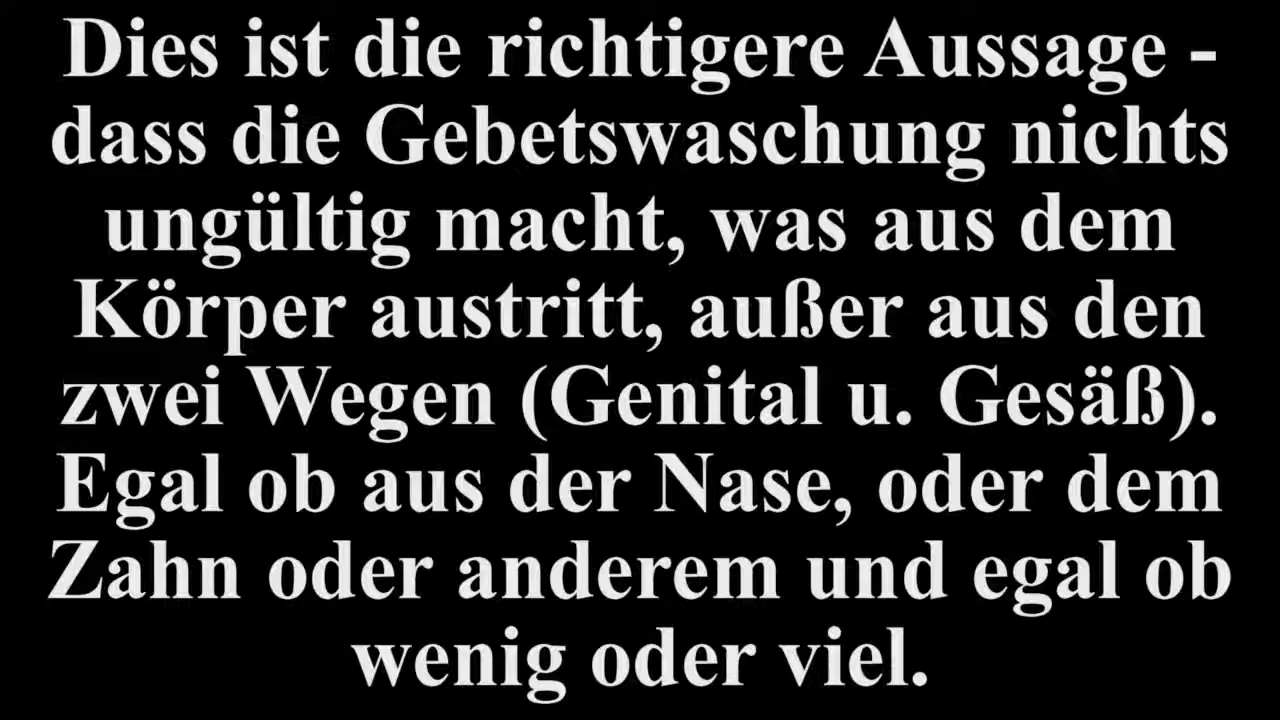 Dies ist die richtigere Aussage -
dass die Gebetswaschung nichts
ungültig macht, was aus dem
Körper austritt, außer aus den
zwei Wegen (Genital u. Gesäß).
Egal ob aus der Nase, oder dem
Zahn oder anderem und egal ob
wenig oder viel.